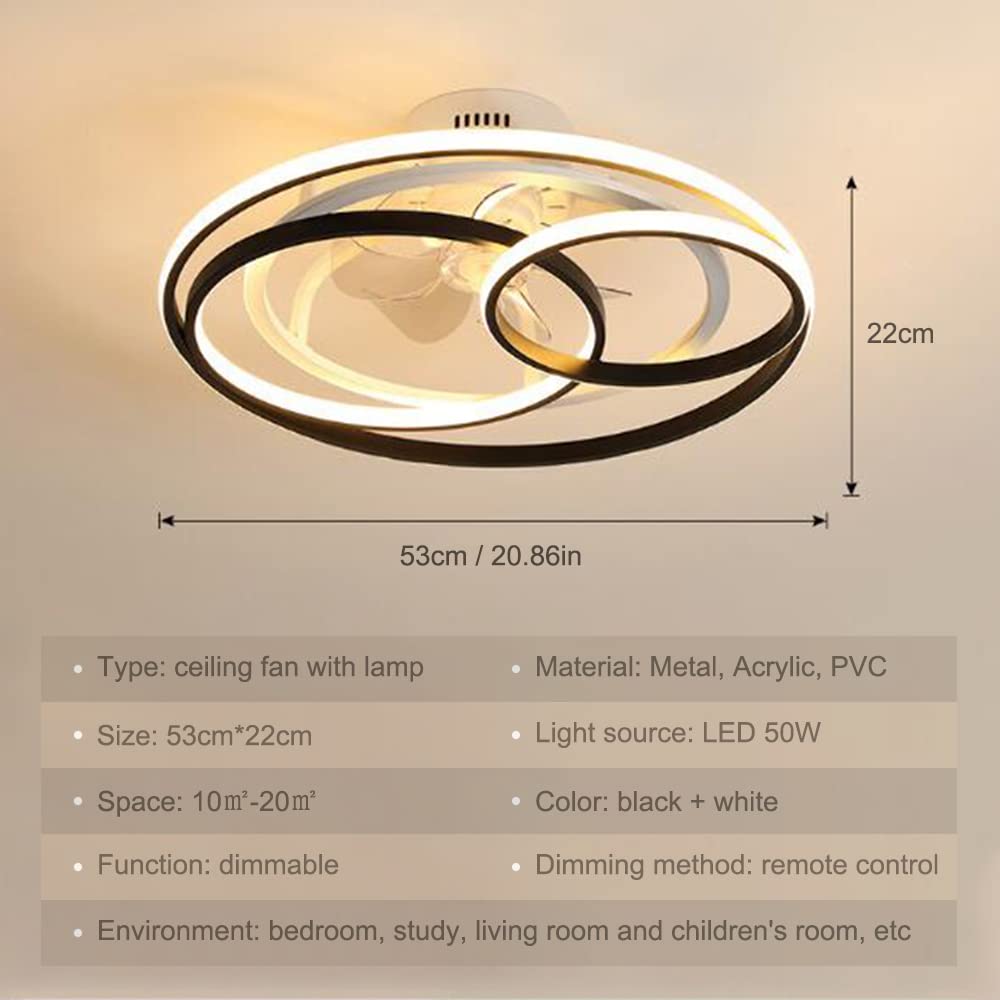 22cm
53cm / 20.86in
Type: ceiling fan with lamp
Material: Metal, Acrylic, PVC
Size: 53cm*22cm
Light source: LED 50W
Space: 10㎡-20㎡
Color: black + white
Function: dimmable
Dimming method: remote control
Environment: bedroom, study, living room and children's room, etc